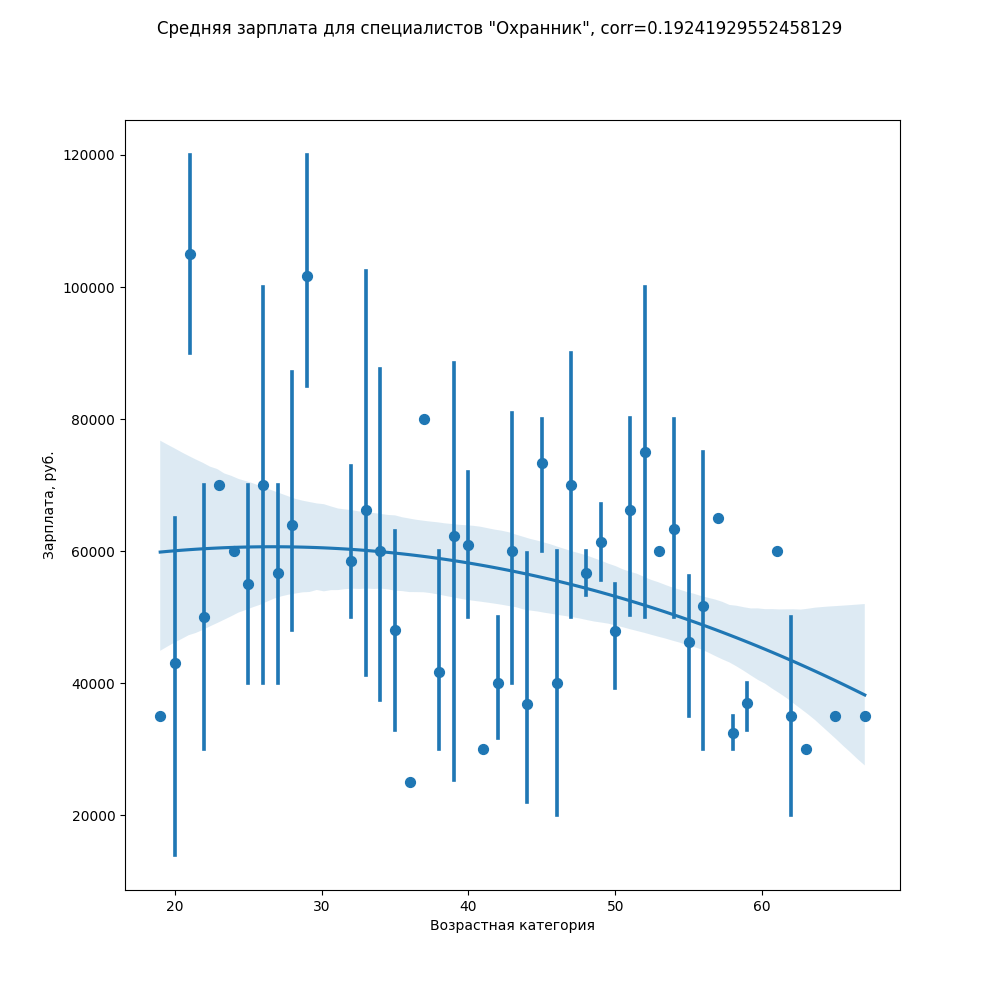 Средняя зарплата для специалистов "Охранник", corr=0.19241929552458129
120000
100000
80000
60000
40000
20000
Зарплата, руб.
20 30 40 50 60
Возрастная категория